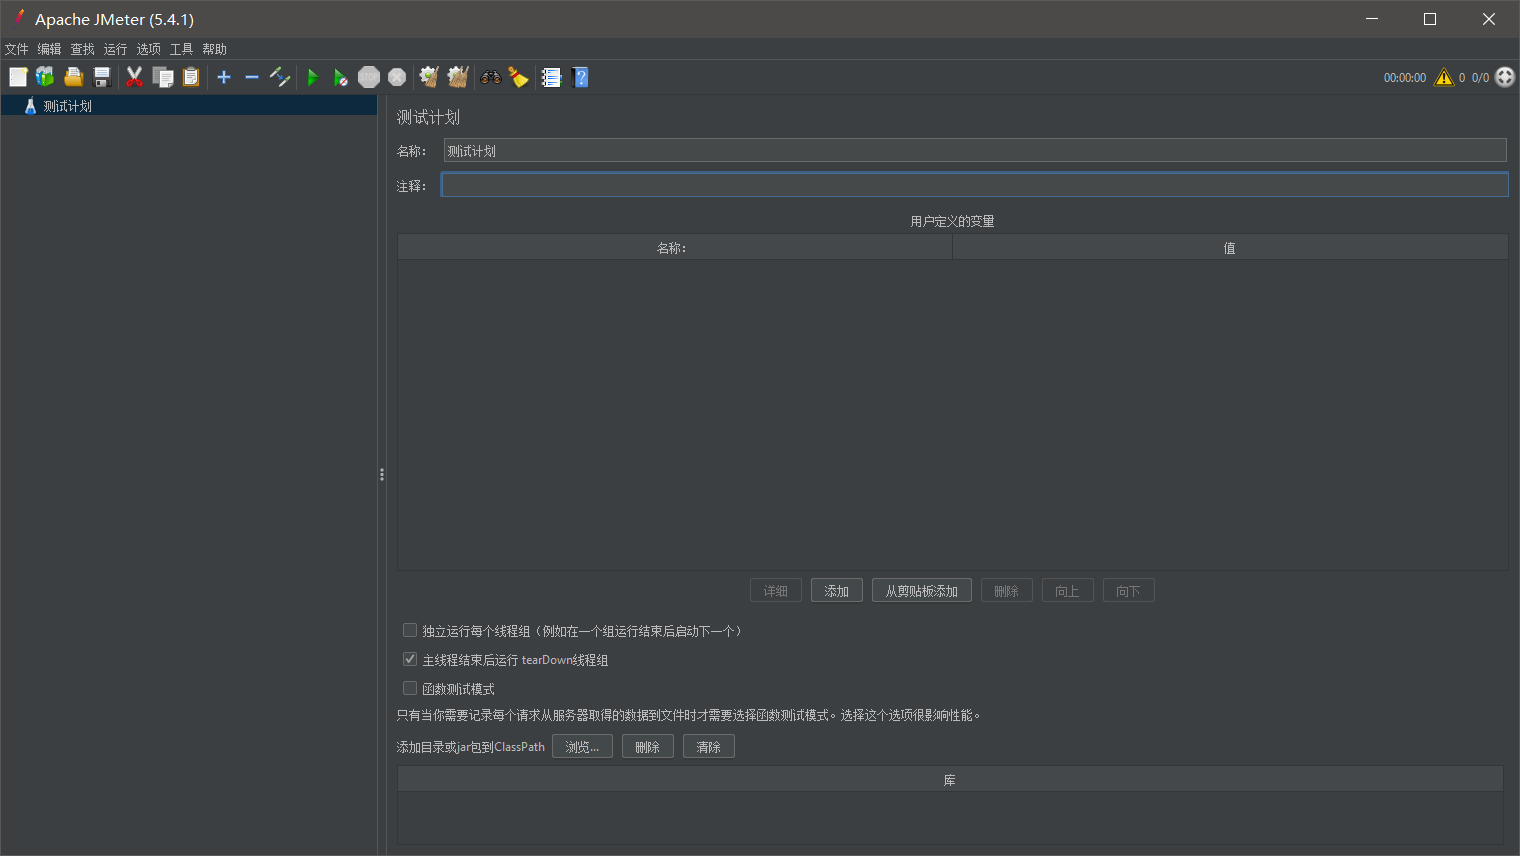 Apache JMeter (5.4.1)
文件 编辑 查找 运行 选项 工具 帮助
STOP
?
00:00:00 0 0/0
测试计划
测试计划
名称：
测试计划
注释：
用户定义的变量
名称： 值
详细 添加 从剪贴板添加 删除 向上 向下
独立运行每个线程组（例如在一个组运行结束后启动下一个）
主线程结束后运行 tearDown线程组
函数测试模式
只有当你需要记录每个请求从服务器取得的数据到文件时才需要选择函数测试模式。选择这个选项很影响性能。
添加目录或jar包到ClassPath 浏览... 删除 清除
库